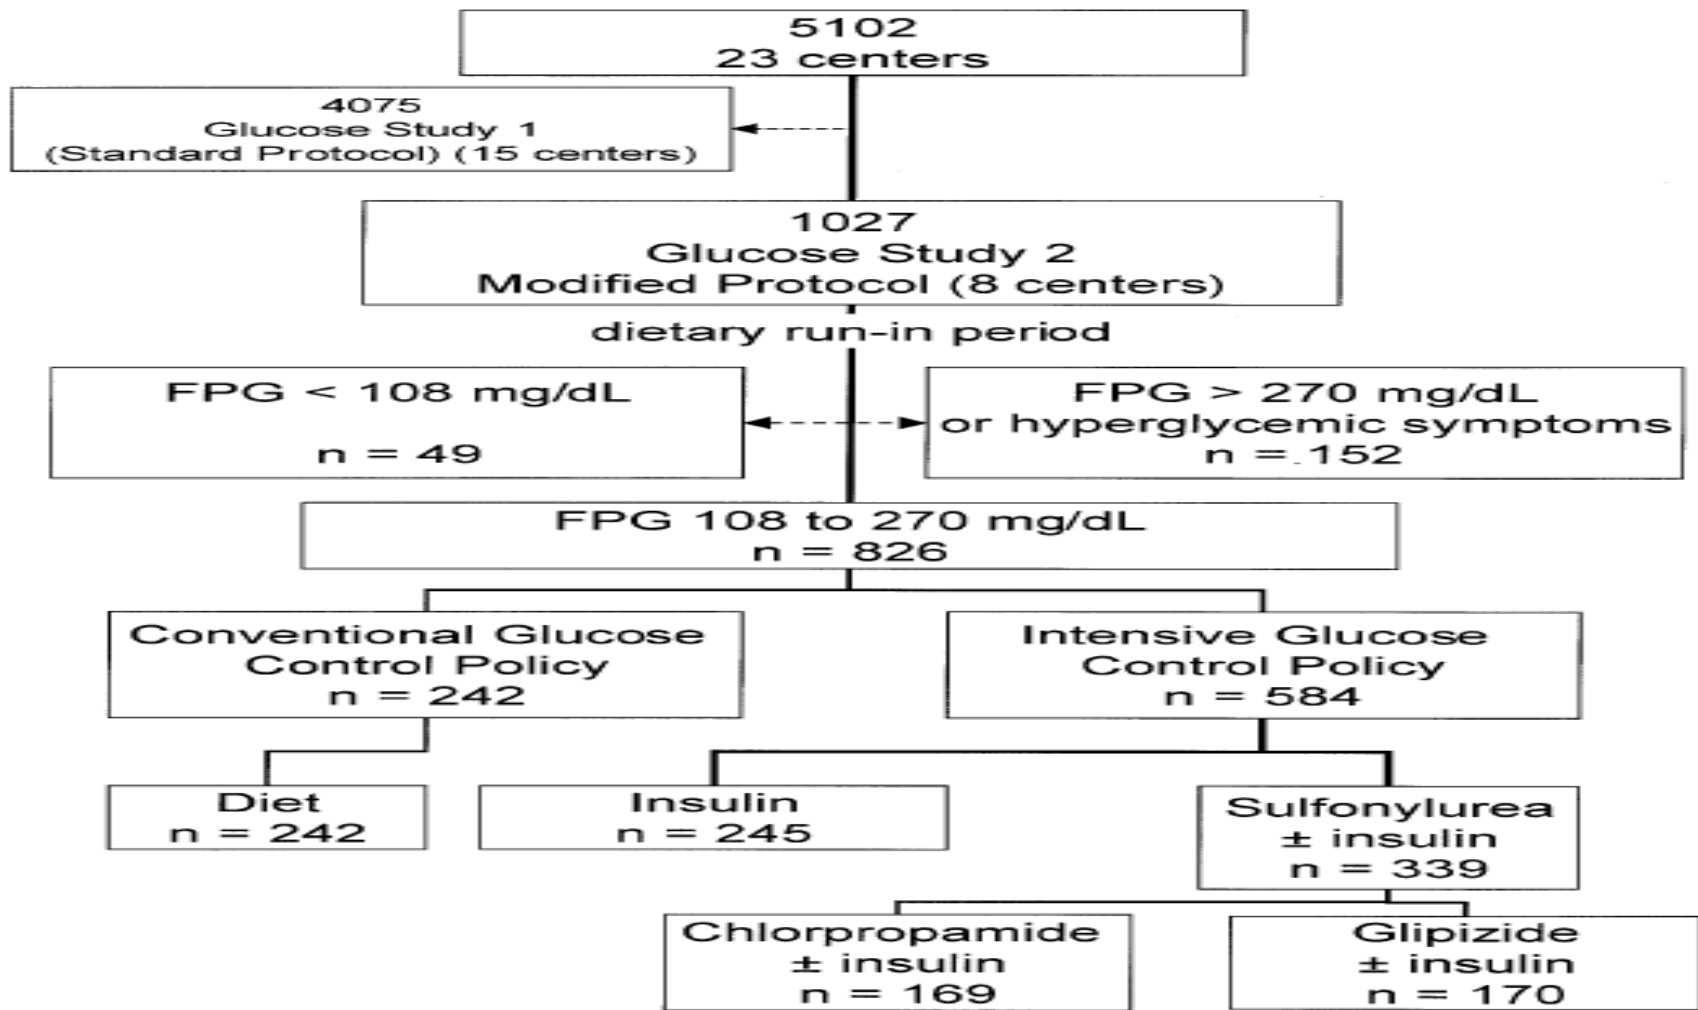 5102
23 centers
4075
Glucose Study 1
(Standard Protocol) (15 centers)
1027
Glucose Study 2
Modified Protocol (8 centers)
dietary run-in period
FPG < 108 mg/dL
n = 49
FPG > 270 mg/dL
or hyperglycemic symptoms
n = 152
FPG 108 to 270 mg/dL
n = 826
Conventional Glucose
Control Policy
n = 242
Intensive Glucose
Control Policy
n = 584
Diet
n = 242
Insulin
n = 245
Sulfonylurea
± insulin
n = 339
Chlorpropamide
± insulin
n = 169
Glipizide
± insulin
n = 170